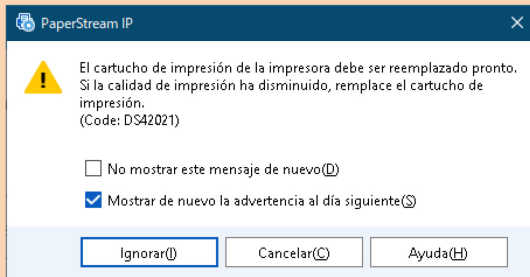 PaperStream IP
El cartucho de impresión de la impresora debe ser reemplazado pronto.
Si la calidad de impresión ha disminuido, remplace el cartucho de
impresión.
(Code: DS42021)
No mostrar este mensaje de nuevo(D)
Mostrar de nuevo la advertencia al día siguiente(S)
Ignorar(I)
Cancelar(C)
Ayuda(H)